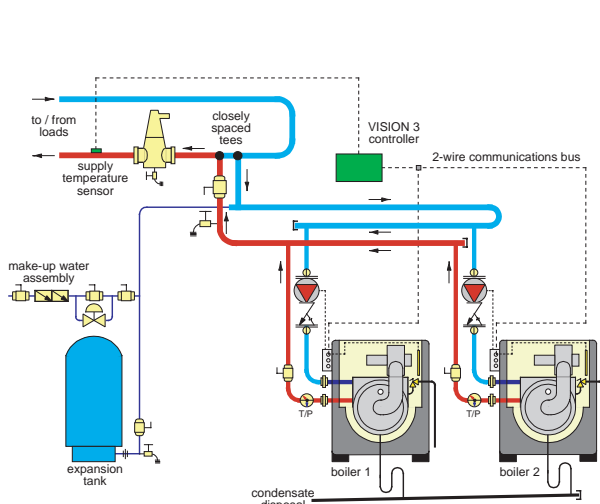 to / from
loads
closely
spaced
tees
VISION 3
controller
2-wire communications bus
supply
temperature
sensor
make-up water
assembly
T/P
T/P
boiler 1
boiler 2
expansion
tank
condensate
disposal